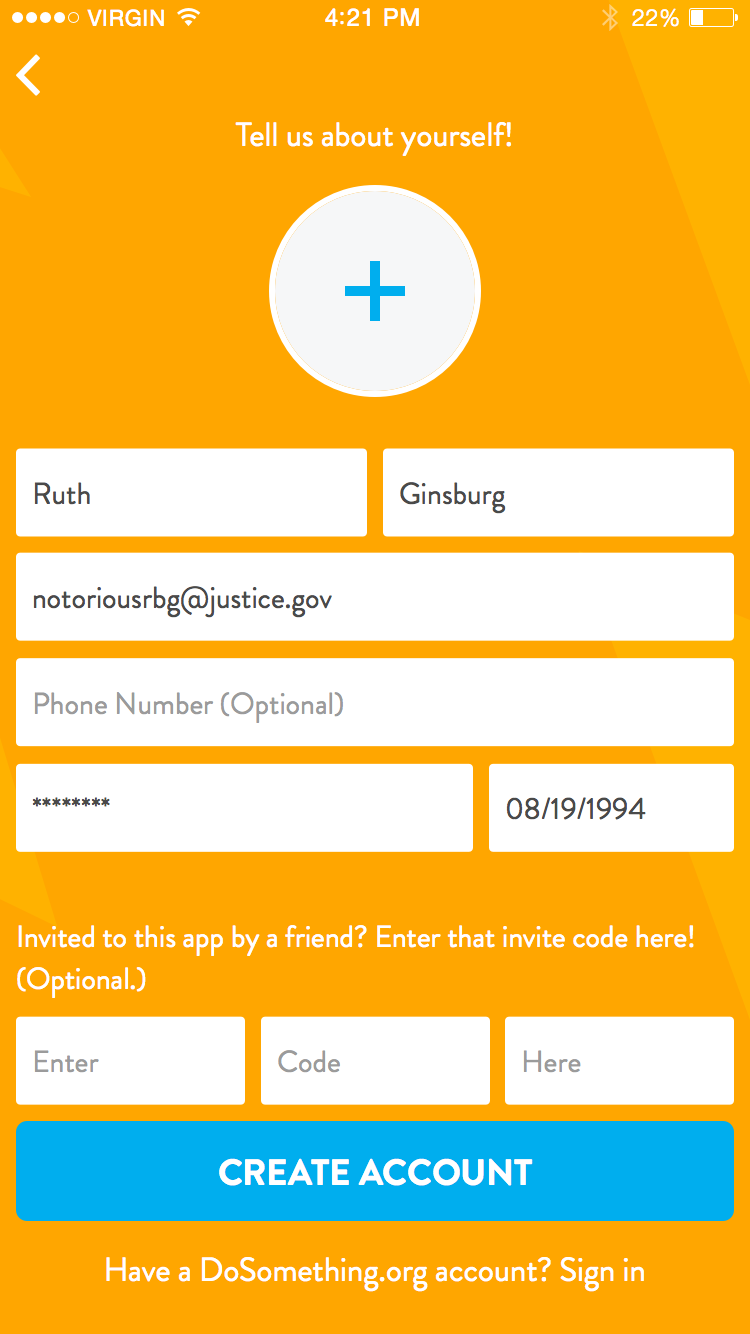 VIRGIN 4:21 PM 22%
Tell us about yourself!
Ruth Ginsburg
notoriousrbg@justice.gov
Phone Number (Optional)
******** 08/19/1994
Invited to this app by a friend? Enter that invite code here!
(Optional.)
Enter Code Here
CREATE ACCOUNT
Have a DoSomething.org account? Sign in